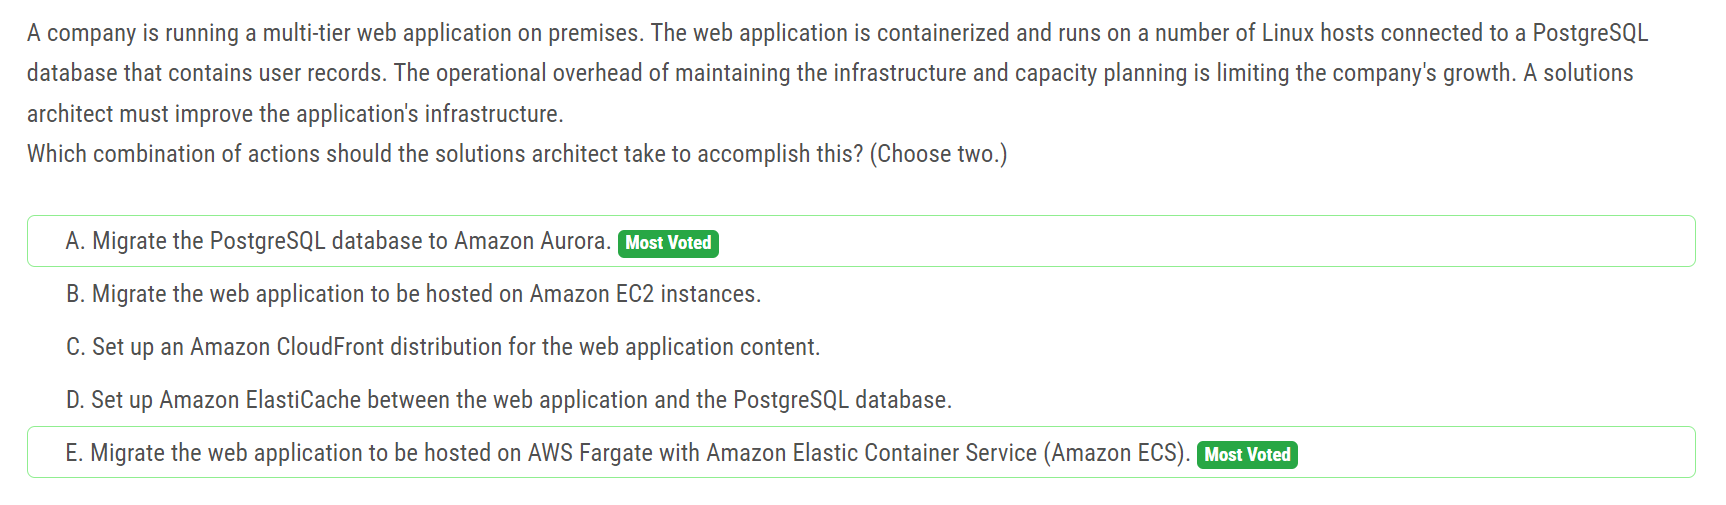 A company is running a multi-tier web application on premises. The web application is containerized and runs on a number of Linux hosts connected to a PostgreSQL
database that contains user records. The operational overhead of maintaining the infrastructure and capacity planning is limiting the company's growth. A solutions
architect must improve the application's infrastructure.
Which combination of actions should the solutions architect take to accomplish this? (Choose two.)
A. Migrate the PostgreSQL database to Amazon Aurora. Most Voted
B. Migrate the web application to be hosted on Amazon EC2 instances.
C. Set up an Amazon CloudFront distribution for the web application content.
D. Set up Amazon ElastiCache between the web application and the PostgreSQL database.
E. Migrate the web application to be hosted on AWS Fargate with Amazon Elastic Container Service (Amazon ECS). Most Voted